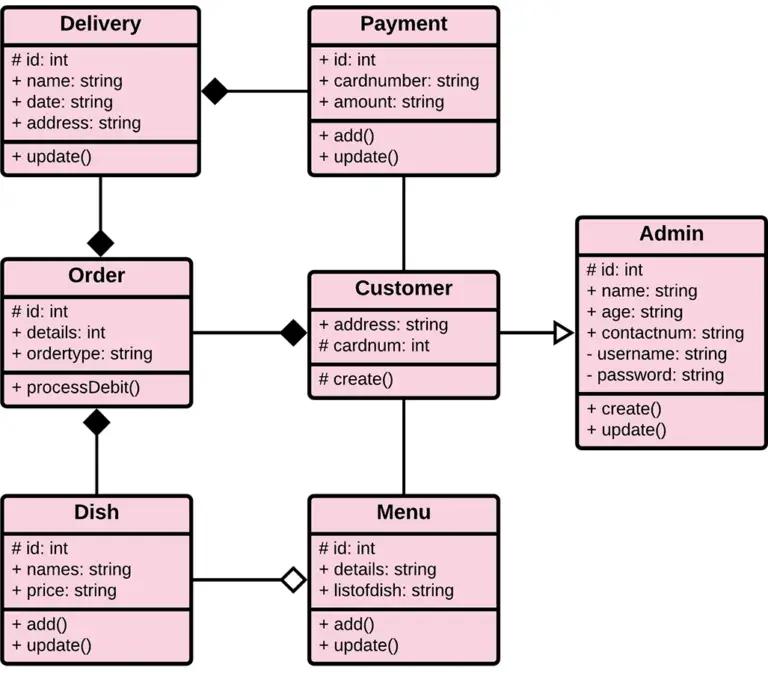 Delivery
# id: int
+ name: string
+ date: string
+ address: string
+ update()
Payment
+ id: int
+ cardnumber: string
+ amount: string
+ add()
+ update()
Order
# id: int
+ details: int
+ ordertype: string
+ processDebit()
Customer
+ address: string
# cardnum: int
# create()
Admin
# id: int
+ name: string
+ age: string
+ contactnum: string
- username: string
- password: string
+ create()
+ update()
Dish
# id: int
+ names: string
+ price: string
+ add()
+ update()
Menu
# id: int
+ details: string
+ listofdish: string
+ add()
+ update()